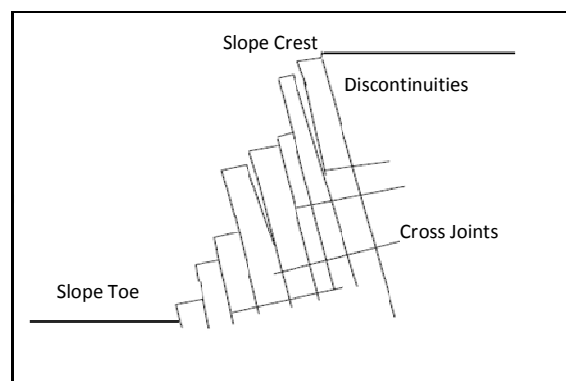 Slope Crest
Discontinuities
Cross Joints
Slope Toe